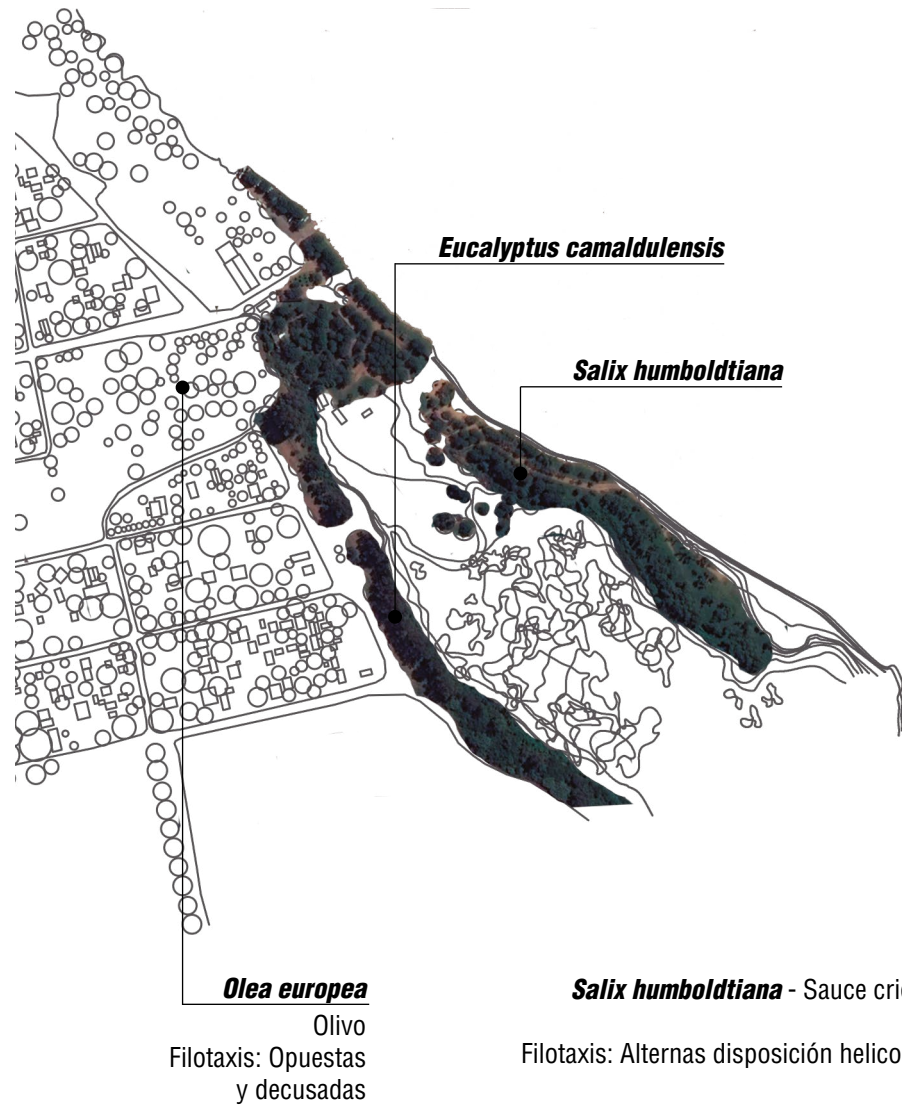 Eucalyptus camaldulensis
Salix humboldtiana
Olea europea
Olivo
Filotaxis: Opuestas
y decusadas
Salix humboldtiana - Sauce
Filotaxis: Alternas disposición